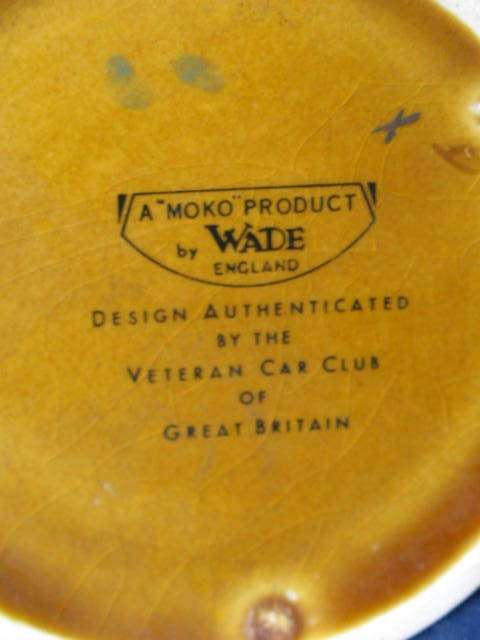 A "MOKO" PRODUCT
by WADE
ENGLAND
DESIGN AUTHENTICATED
BY THE
VETERAN CAR CLUB
OF
GREAT BRITAIN